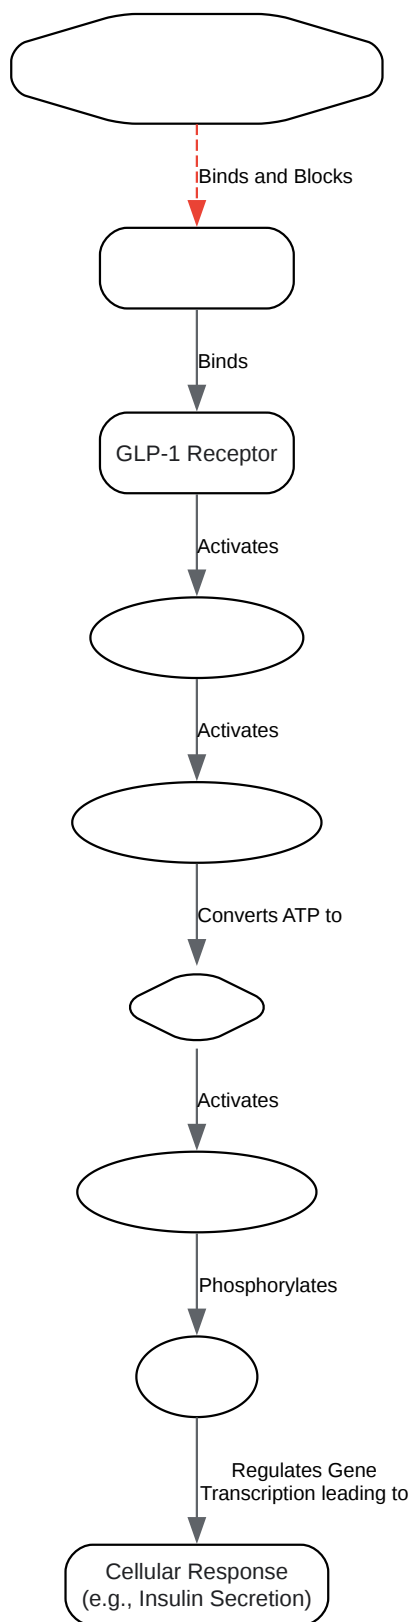 Binds and Blocks
Binds
GLP-1 Receptor
Activates
Activates
Converts ATP to
Activates
Phosphorylates
Regulates Gene
Transcription leading to
Cellular Response
(e.g., Insulin Secretion)